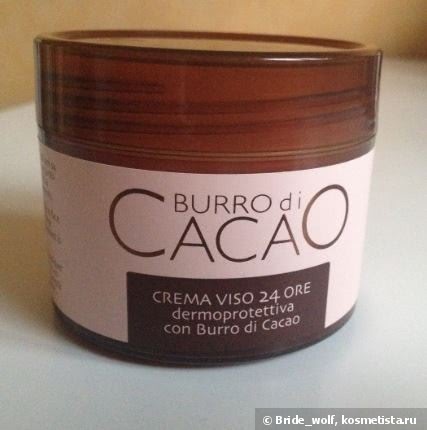 BURRO di
CACAO
CREMA VISO 24 ORE
dermoprotettiva
con Burro di Cacao
© Bride_wolf, kosmetista.ru